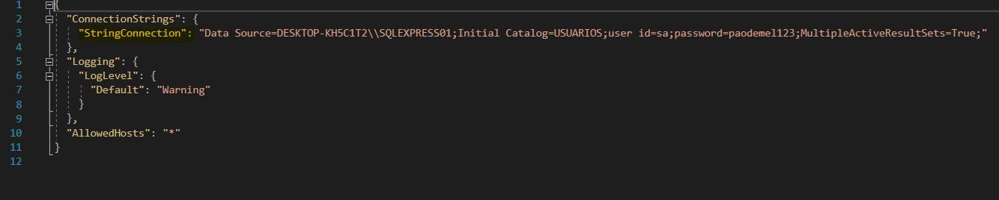 1 {
2 "ConnectionStrings": {
3 "StringConnection": "Data Source=DESKTOP-KH5C1T2\\SQLEXPRESS01;Initial Catalog=USUARIOS;user id=sa;password=paodemel123;MultipleActiveResultSets=True;"
4 },
5 "Logging": {
6 "LogLevel": {
7 "Default": "Warning"
8 }
9 },
10 "AllowedHosts": "*"
11 }
12